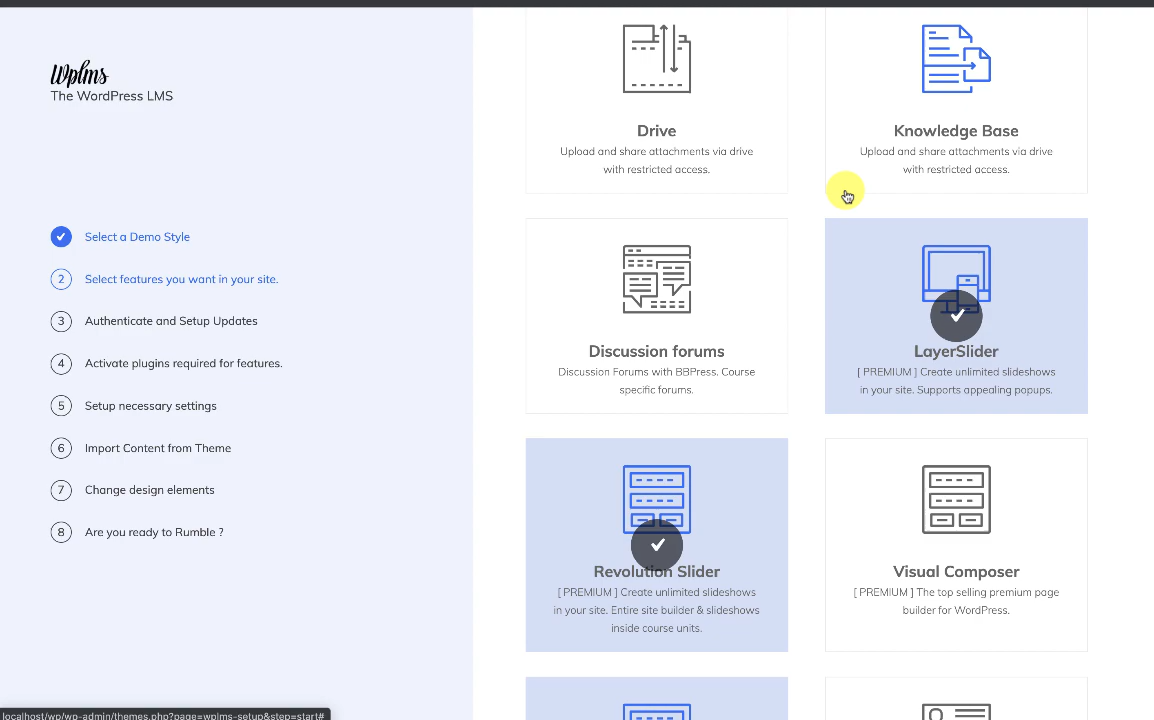 Wplms
The WordPress LMS
Select a Demo Style
2 Select features you want in your site.
3 Authenticate and Setup Updates
4 Activate plugins required for features.
5 Setup necessary settings
6 Import Content from Theme
7 Change design elements
8 Are you ready to Rumble ?
Drive
Upload and share attachments via drive
with restricted access.
Knowledge Base
Upload and share attachments via drive
with restricted access.
Discussion forums
Discussion Forums with BBPress. Course
specific forums.
LayerSlider
[ PREMIUM ] Create unlimited slideshows
in your site. Supports appealing popups.
Revolution Slider
[ PREMIUM ] Create unlimited slideshows
in your site. Entire site builder & slideshows
inside course units.
Visual Composer
[ PREMIUM ] The top selling premium page
builder for WordPress.
localhost/wp/wp-admin/themes.php?page=wplms-setup&step=start#